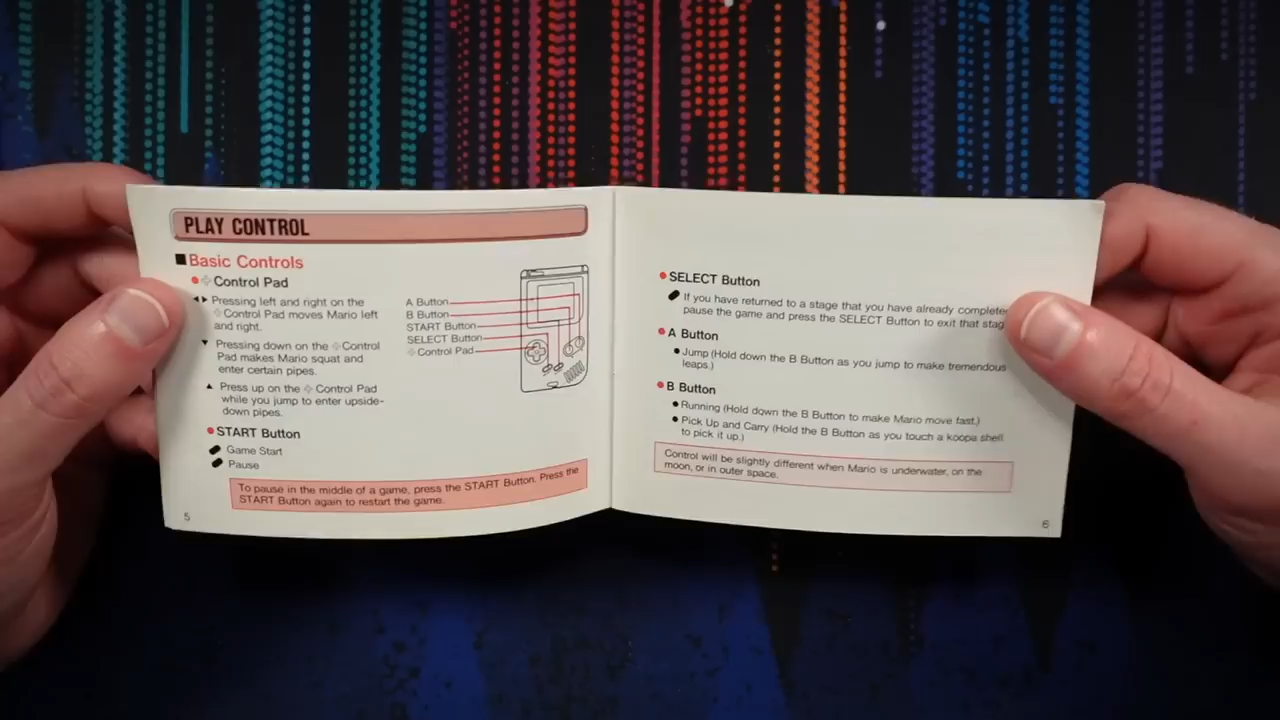 PLAY CONTROL
Basic Controls
Control Pad
Pressing left and right on the
Control Pad moves Mario left
and right.
Pressing down on the Control
Pad makes Mario squat and
enter certain pipes.
Press up on the Control Pad
while you jump to enter upside-
down pipes.
START Button
Game Start
Pause
To pause in the middle of a game, press the START Button. Press the
START Button again to restart the game.
5
A Button
B Button
START Button
SELECT Button
Control Pad
SELECT Button
If you have returned to a stage that you have already
pause the game and press the SELECT Button to exit that
A Button
Jump (Hold down the B Button as you jump to make tremendous
leaps.)
B Button
Running (Hold down the B Button to make Mario move fast.)
Pick Up and Carry (Hold the B Button as you touch a koopa shell
to pick it up.)
Control will be slightly different when Mario is underwater, on the
moon, or in outer space.
6